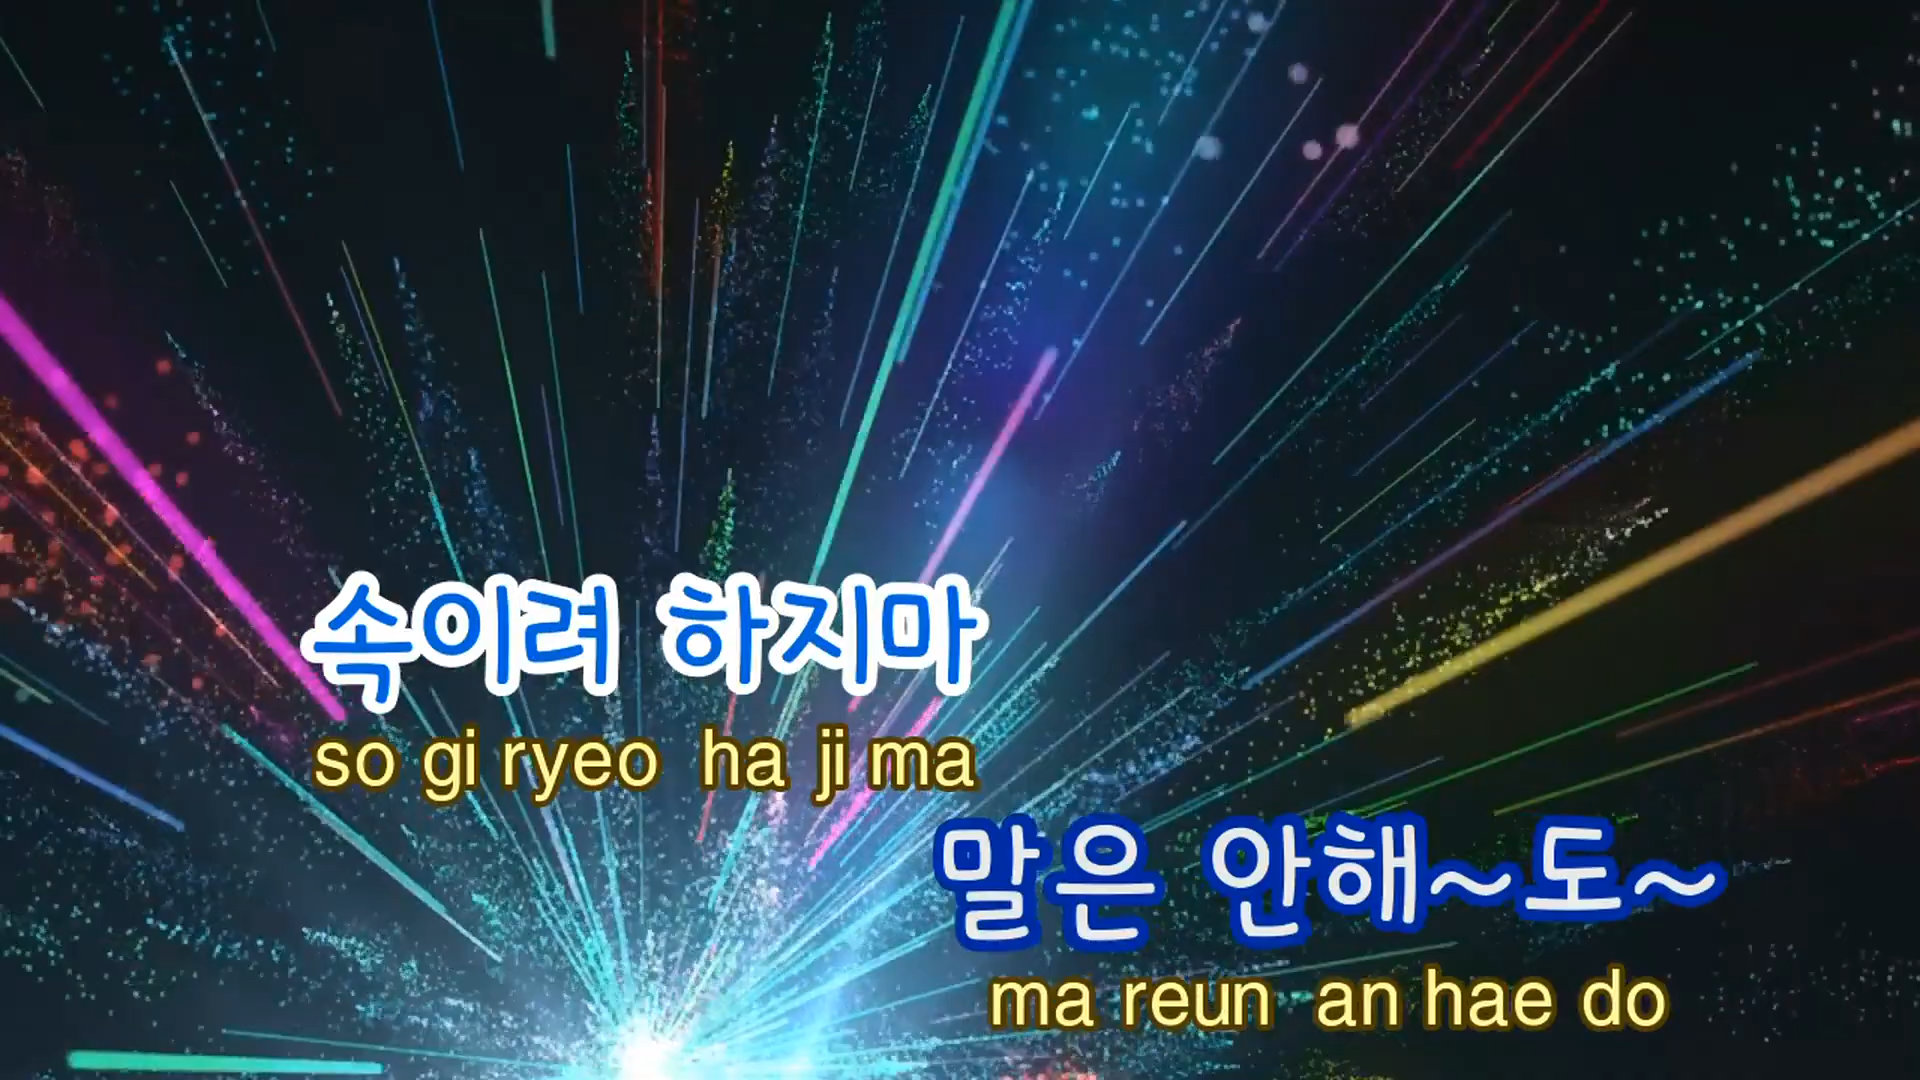 속이려 하지마
so gi ryeo ha ji ma
말은 안해~도~
ma reun an hae do